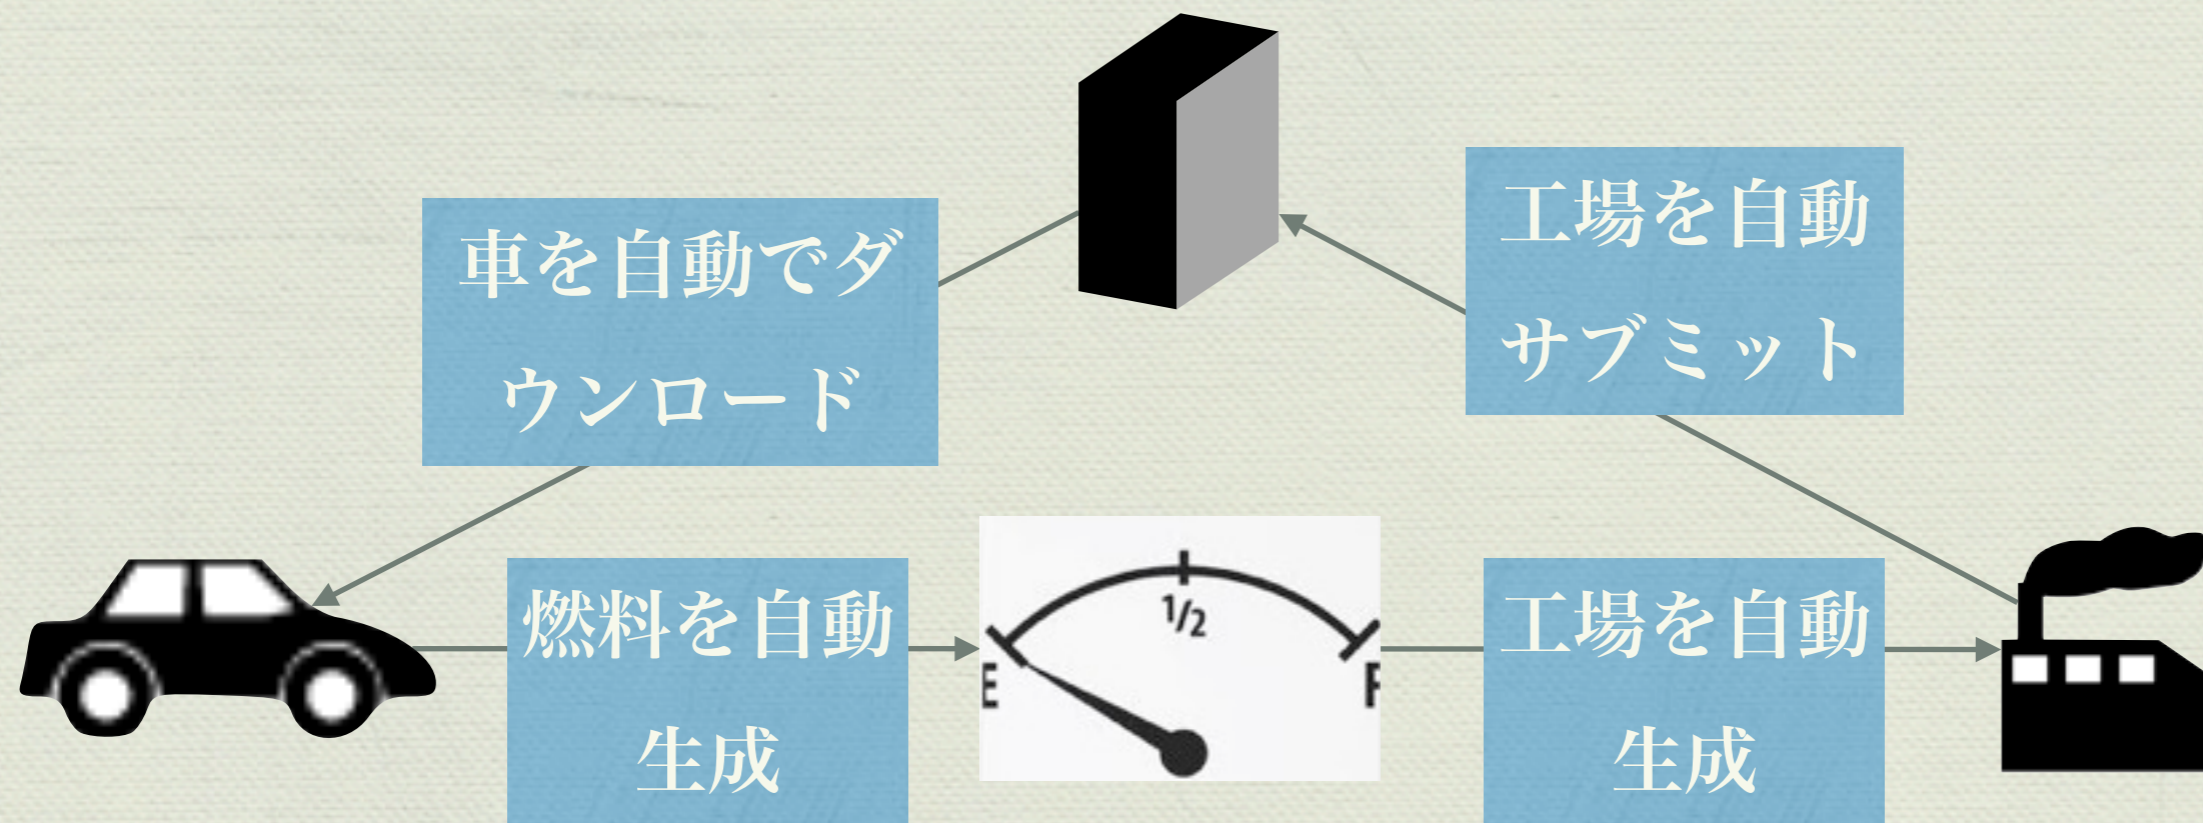 車を自動でダ
ウンロード
工場を自動
サブミット
燃料を自動
生成
1/2
E
F
工場を自動
生成